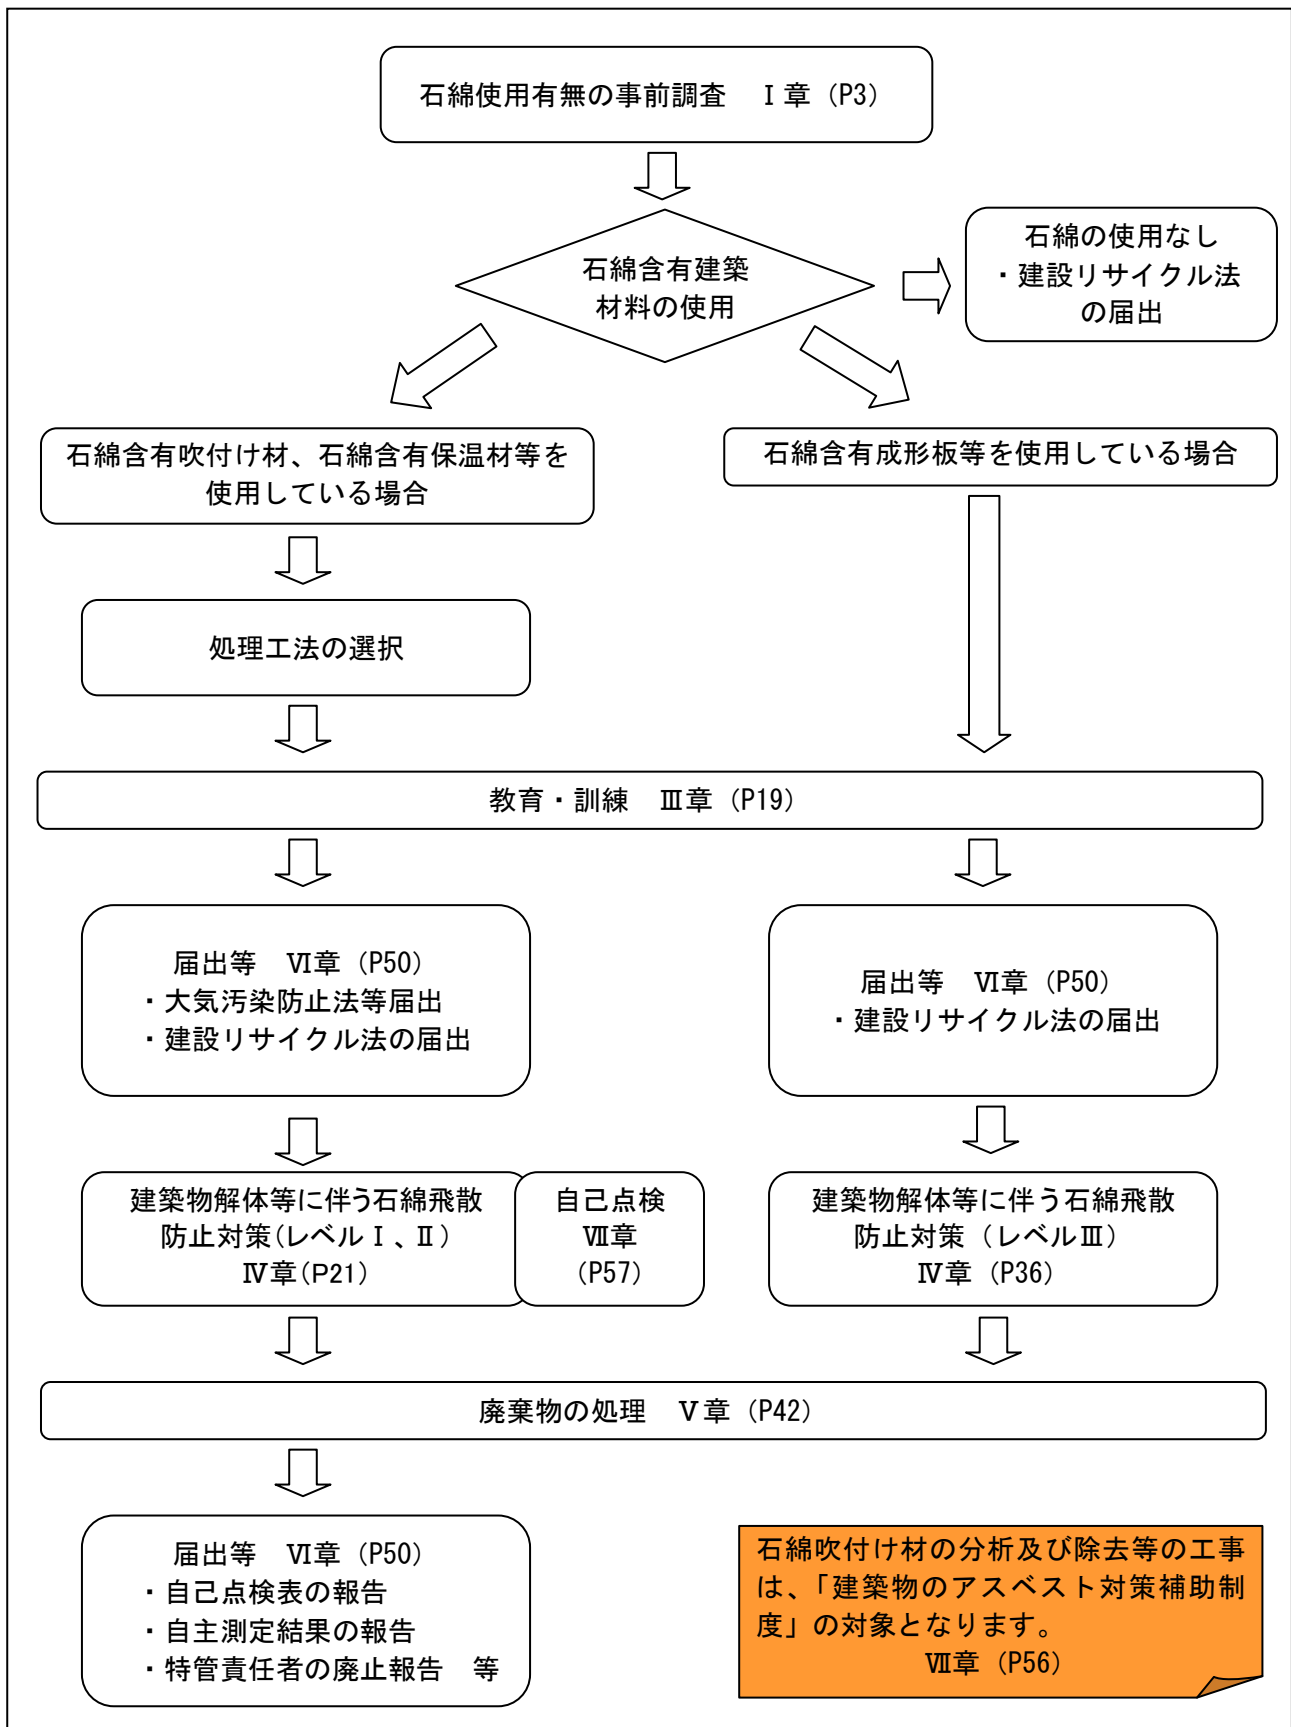 石綿使用有無の事前調査　Ⅰ章（P3）
石綿含有建築
材料の使用
石綿の使用なし
・建設リサイクル法
の届出
石綿含有吹付け材、石綿含有保温材等を
使用している場合
石綿含有成形板等を使用している場合
処理工法の選択
教育・訓練　Ⅲ章（P19）
届出等　Ⅵ章（P50）
・大気汚染防止法等届出
・建設リサイクル法の届出
届出等　Ⅵ章（P50）
・建設リサイクル法の届出
建築物解体等に伴う石綿飛散
防止対策（レベルⅠ、Ⅱ）
Ⅳ章（P21）
自己点検
Ⅶ章
（P57）
建築物解体等に伴う石綿飛散
防止対策（レベルⅢ）
Ⅳ章（P36）
廃棄物の処理　Ⅴ章（P42）
届出等　Ⅵ章（P50）
・自己点検表の報告
・自主測定結果の報告
・特管責任者の廃止報告　等
石綿吹付け材の分析及び除去等の工事
は、「建築物のアスベスト対策補助制
度」の対象となります。
Ⅶ章（P56）